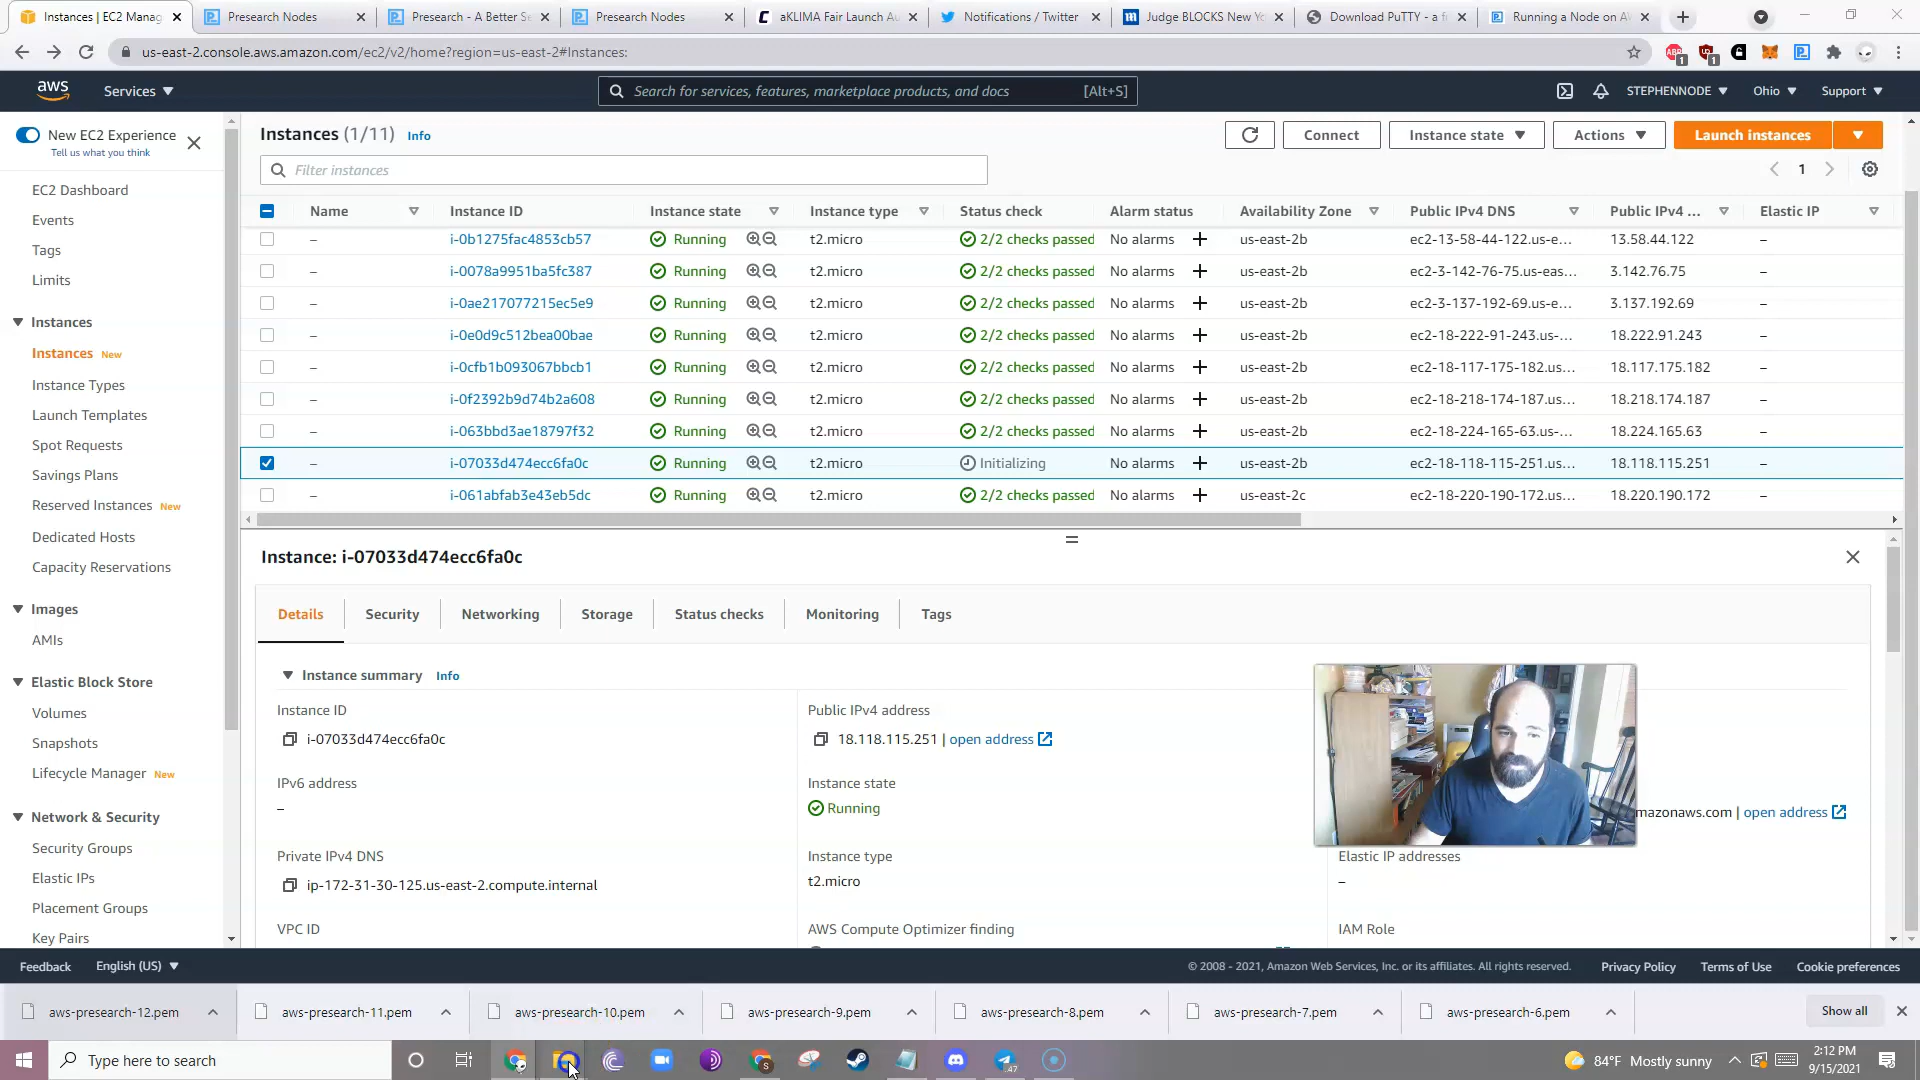 Instances | EC2 Manag
Presearch Nodes
Presearch - A Better Se
Presearch Nodes
aKLIMA Fair Launch Au
Notifications / Twitter
Judge BLOCKS New Yo
Download PuTTY - a f
Running a Node on AW
us-east-2.console.aws.amazon.com/ec2/v2/home?region=us-east-2#Instances:
aws
Services
Search for services, features, marketplace products, and docs
[Alt+S]
STEPHENNODE
Ohio
Support
New EC2 Experience
Tell us what you think
Instances (1/11) Info
Connect
Instance state
Actions
Launch instances
Filter instances
1
EC2 Dashboard
Events
Tags
Limits
Instances
Instances New
Instance Types
Launch Templates
Spot Requests
Savings Plans
Reserved Instances New
Dedicated Hosts
Capacity Reservations
Images
AMIs
Elastic Block Store
Volumes
Snapshots
Lifecycle Manager New
Network & Security
Security Groups
Elastic IPs
Placement Groups
Key Pairs
Name Instance ID Instance state Instance type Status check Alarm status Availability Zone Public IPv4 DNS Public IPv4 ... Elastic IP
– i-0b1275fac4853cb57 Running t2.micro 2/2 checks passed No alarms + us-east-2b ec2-13-58-44-122.us-e... 13.58.44.122 –
– i-0078a9951ba5fc387 Running t2.micro 2/2 checks passed No alarms + us-east-2b ec2-3-142-76-75.us-eas... 3.142.76.75 –
– i-0ae217077215ec5e9 Running t2.micro 2/2 checks passed No alarms + us-east-2b ec2-3-137-192-69.us-e... 3.137.192.69 –
– i-0e0d9c512bea00bae Running t2.micro 2/2 checks passed No alarms + us-east-2b ec2-18-222-91-243.us-... 18.222.91.243 –
– i-0cfb1b093067bbcb1 Running t2.micro 2/2 checks passed No alarms + us-east-2b ec2-18-117-175-182.us... 18.117.175.182 –
– i-0f2392b9d74b2a608 Running t2.micro 2/2 checks passed No alarms + us-east-2b ec2-18-218-174-187.us... 18.218.174.187 –
– i-063bbd3ae18797f32 Running t2.micro 2/2 checks passed No alarms + us-east-2b ec2-18-224-165-63.us-... 18.224.165.63 –
– i-07033d474ecc6fa0c Running t2.micro Initializing No alarms + us-east-2b ec2-18-118-115-251.us... 18.118.115.251 –
– i-061abfab3e43eb5dc Running t2.micro 2/2 checks passed No alarms + us-east-2c ec2-18-220-190-172.us... 18.220.190.172 –
Instance: i-07033d474ecc6fa0c
Details
Security
Networking
Storage
Status checks
Monitoring
Tags
Instance summary Info
Instance ID
i-07033d474ecc6fa0c
Public IPv4 address
18.118.115.251 | open address
IPv6 address
–
Instance state
Running
mazonaws.com | open address
Private IPv4 DNS
ip-172-31-30-125.us-east-2.compute.internal
Instance type
t2.micro
Elastic IP addresses
–
VPC ID
AWS Compute Optimizer finding
IAM Role
Feedback
English (US)
© 2008 - 2021, Amazon Web Services, Inc. or its affiliates. All rights reserved.
Privacy Policy
Terms of Use
Cookie preferences
aws-presearch-12.pem
aws-presearch-11.pem
aws-presearch-10.pem
aws-presearch-9.pem
aws-presearch-8.pem
aws-presearch-7.pem
aws-presearch-6.pem
Show all
Type here to search
84°F Mostly sunny
2:12 PM
9/15/2021